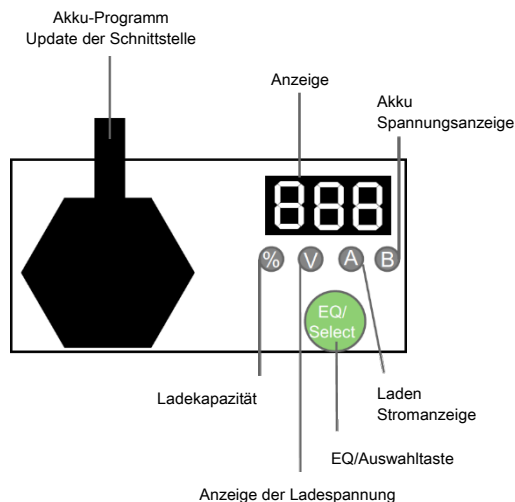 Akku-Programm
Update der Schnittstelle
Anzeige
Akku
Spannungsanzeige
888
% V A B
EQ/
Select
Ladekapazität
Laden
Stromanzeige
EQ/Auswahltaste
Anzeige der Ladespannung